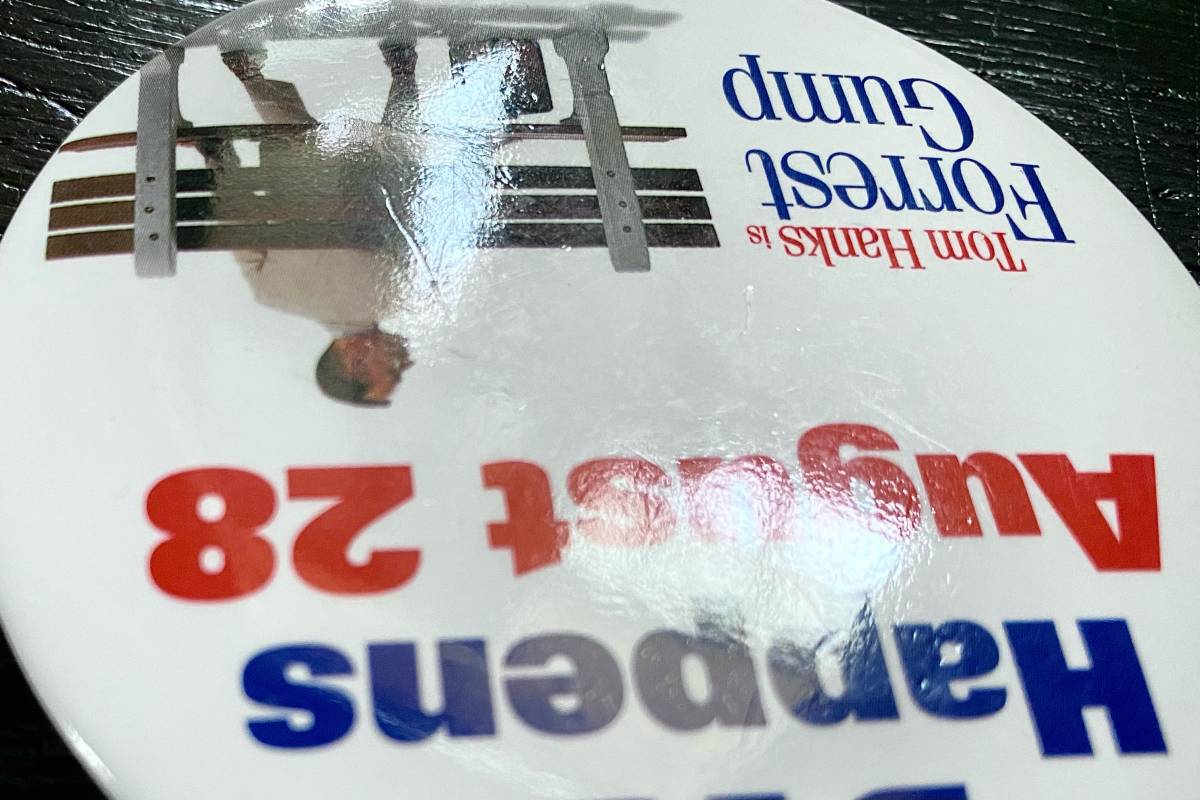 Happens
August 28
Tom Hanks is
Forrest
Gump